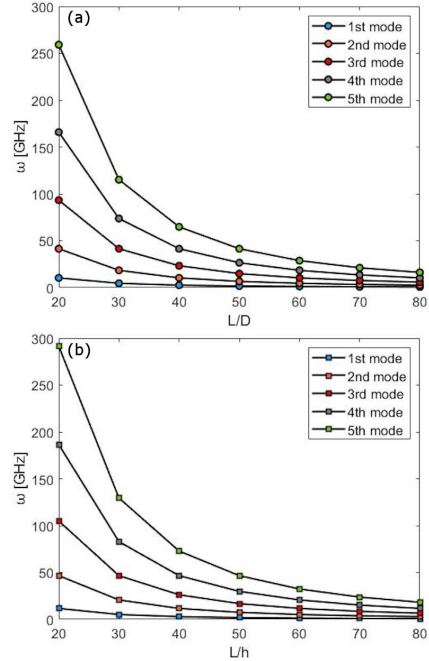 (a)
300
250
200
150
100
50
0
ω [GHz]
1st mode
2nd mode
3rd mode
4th mode
5th mode
20 30 40 50 60 70 80
L/D
(b)
300
250
200
150
100
50
0
ω [GHz]
1st mode
2nd mode
3rd mode
4th mode
5th mode
20 30 40 50 60 70 80
L/h